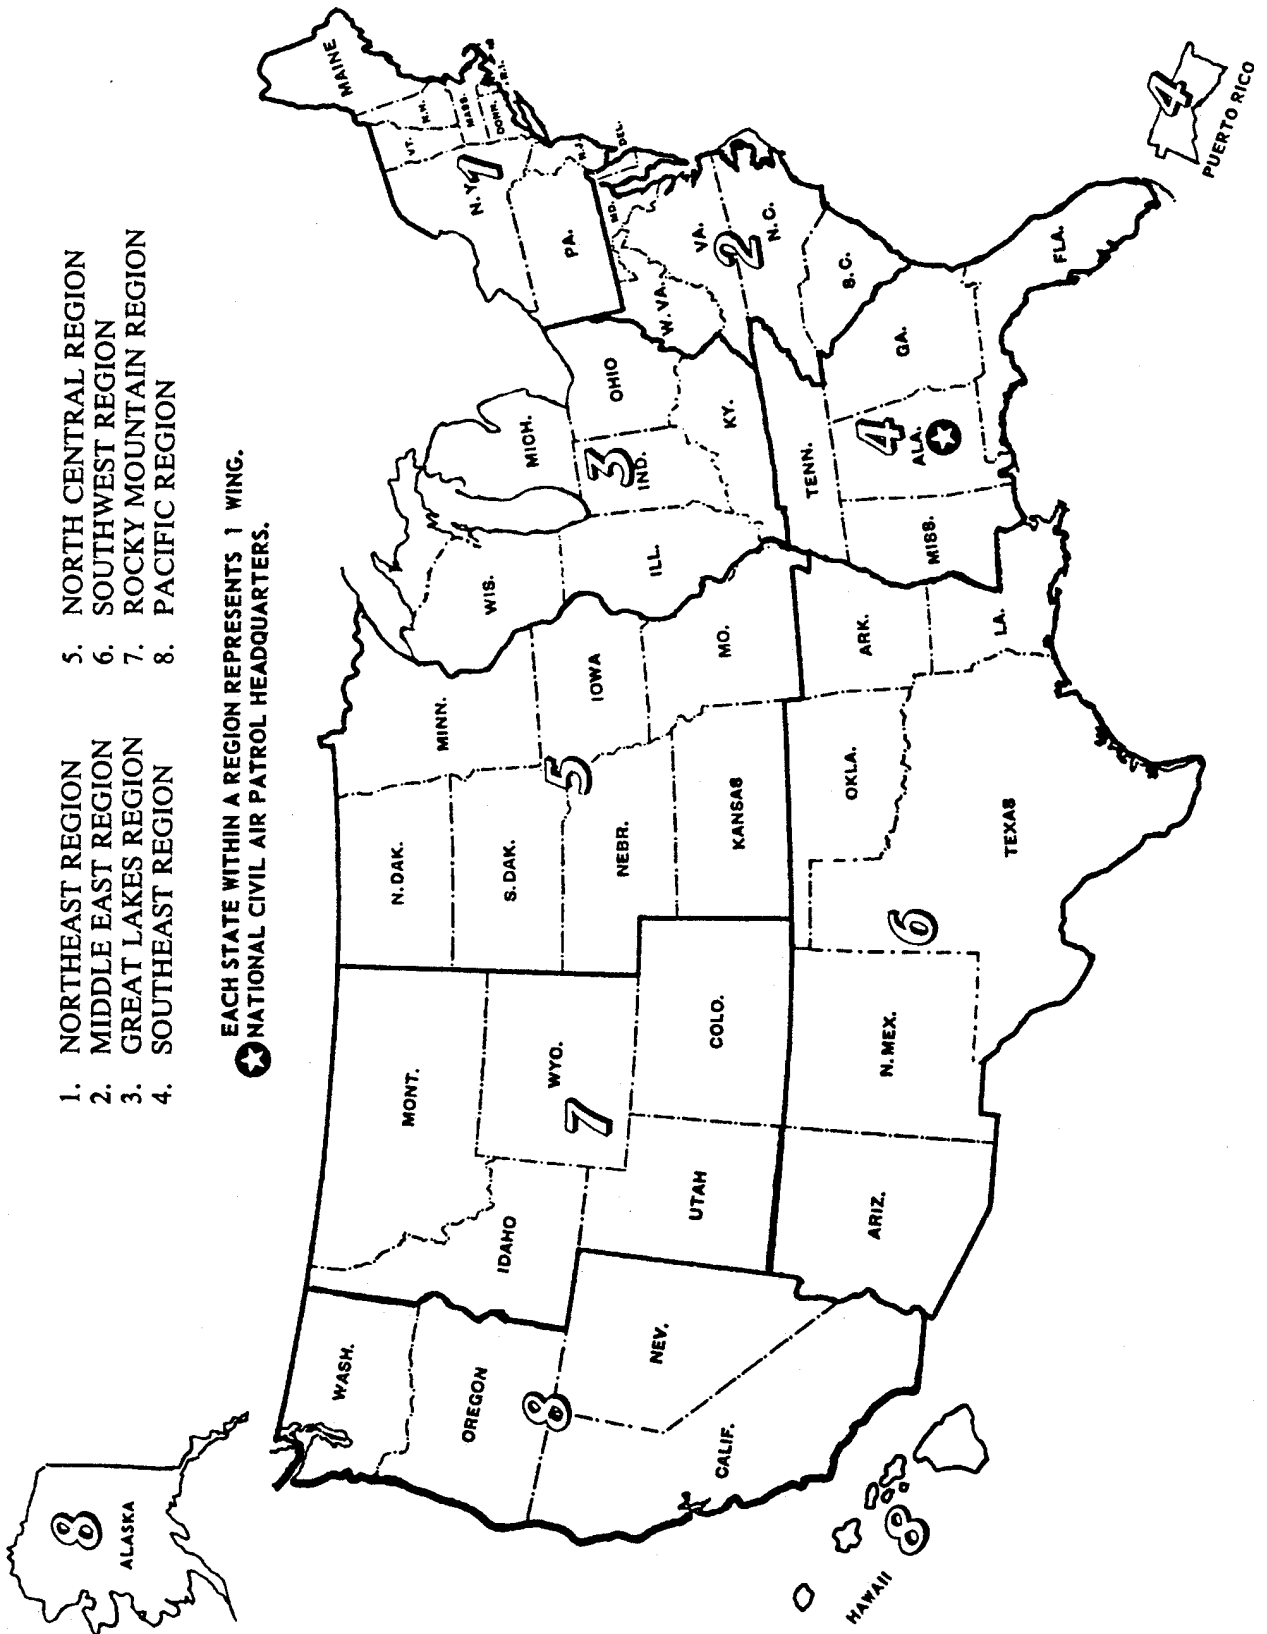 1. NORTHEAST REGION
2. MIDDLE EAST REGION
3. GREAT LAKES REGION
4. SOUTHEAST REGION
5. NORTH CENTRAL REGION
6. SOUTHWEST REGION
7. ROCKY MOUNTAIN REGION
8. PACIFIC REGION
EACH STATE WITHIN A REGION REPRESENTS 1 WING.
NATIONAL CIVIL AIR PATROL HEADQUARTERS.
8
ALASKA
WASH.
OREGON
8
CALIF.
NEV.
8
HAWAII
MONT.
IDAHO
WYO.
7
UTAH
COLO.
ARIZ.
N. MEX.
6
TEXAS
OKLA.
ARK.
LA.
N. DAK.
S. DAK.
NEBR.
5
KANSAS
MINN.
IOWA
MO.
WIS.
ILL.
MICH.
3
IND.
OHIO
KY.
TENN.
MISS.
4
ALA.
GA.
FLA.
S.C.
N.C.
2
VA.
W. VA.
MD.
DEL.
PA.
N.J.
N.Y.
1
VT.
N.H.
MAINE
MASS.
CONN.
R.I.
4
PUERTO RICO